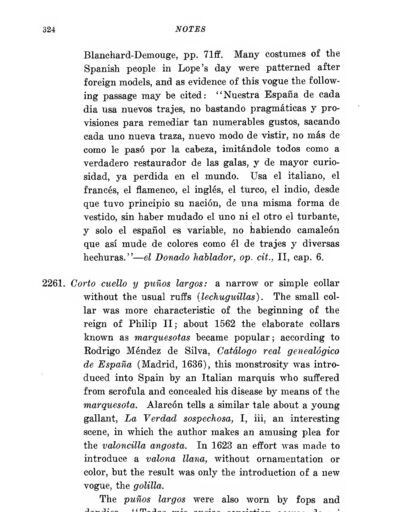 324 NOTES
Blanchard-Demouge, pp. 71ff. Many costumes of the
Spanish people in Lope's day were patterned after
foreign models, and as evidence of this vogue the follow-
ing passage may be cited: "Nuestra España de cada
día usa nuevos trajes, no bastando pragmáticas y pro-
visiones para remediar tan numerables gustos, sacando
cada uno nueva traza, nuevo modo de vistir, no más de
como le pasó por la cabeza, imitándole todos como a
verdadero restaurador de las galas, y de mayor curio-
sidad, ya perdida en el mundo. Usa el italiano, el
francés, el flamenco, el inglés, el turco, el indio, desde
que tuvo principio su nación, de una misma forma de
vestido, sin haber mudado el uno ni el otro el turbante,
y solo el español es variable, no habiendo camaleón
que así mude de colores como él de trajes y diversas
hechuras."—el Donado hablador, op. cit., II, cap. 6.
2261. Corto cuello y puños largos: a narrow or simple collar
without the usual ruffs (lechuguillas). The small col-
lar was more characteristic of the beginning of the
reign of Philip II; about 1562 the elaborate collars
known as marquesotas became popular; according to
Rodrigo Méndez de Silva, Catálogo real genealógico
de España (Madrid, 1636), this monstrosity was intro-
duced into Spain by an Italian marquis who suffered
from scrofula and concealed his disease by means of the
marquesota. Alarcón tells a similar tale about a young
gallant, La Verdad sospechosa, I, iii, an interesting
scene, in which the author makes an amusing plea for
the valoncilla angosta. In 1623 an effort was made to
introduce a valona llana, without ornamentation or
color, but the result was only the introduction of a new
vogue, the golilla.
The puños largos were also worn by fops and